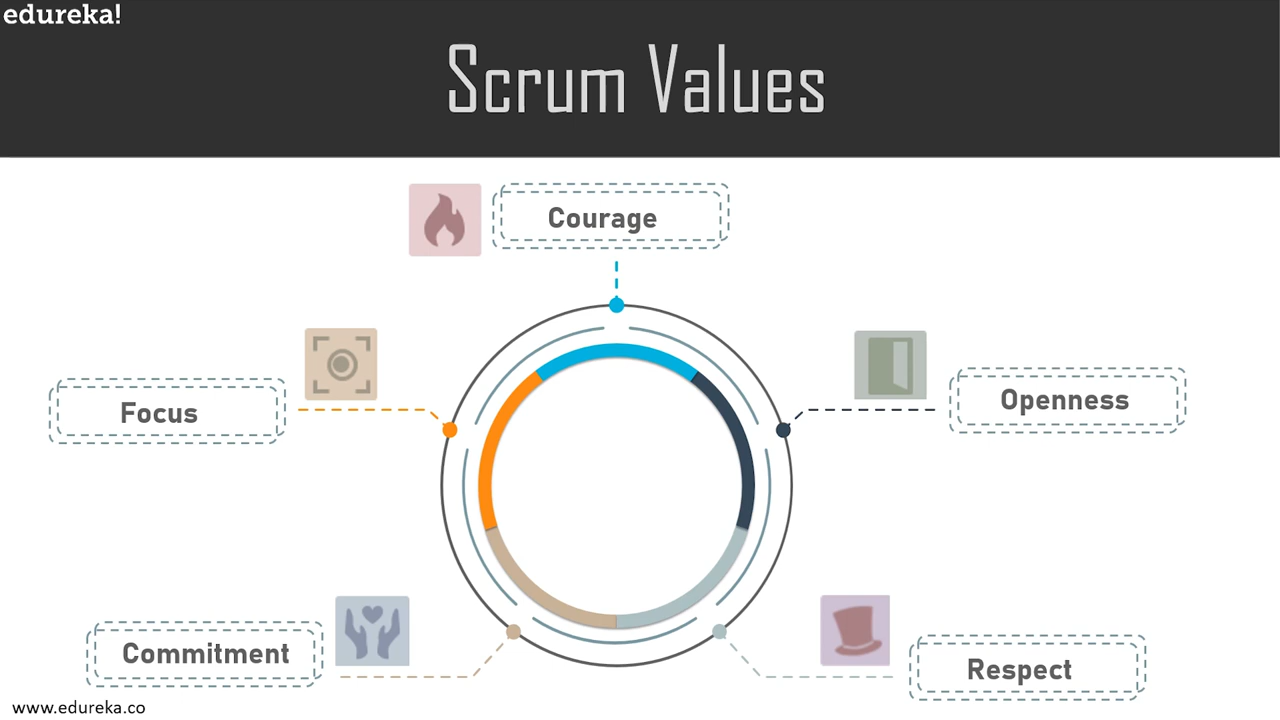 edureka!
Scrum Values
Courage
Focus
Openness
Commitment
Respect
www.edureka.co